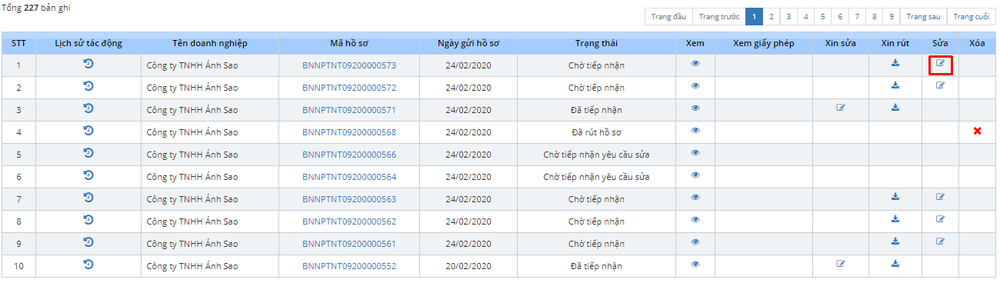 Tổng 227 bản ghi
Trang đầu Trang trước 1 2 3 4 5 6 7 8 9 Trang sau Trang cuối
STT Lịch sử tác động Tên doanh nghiệp Mã hồ sơ Ngày gửi hồ sơ Trạng thái Xem Xem giấy phép Xin sửa Xin rút Sửa Xóa
1 Công ty TNHH Ánh Sao BNNPTNT09200000573 24/02/2020 Chờ tiếp nhận
2 Công ty TNHH Ánh Sao BNNPTNT09200000572 24/02/2020 Chờ tiếp nhận
3 Công ty TNHH Ánh Sao BNNPTNT09200000571 24/02/2020 Đã tiếp nhận
4 Công ty TNHH Ánh Sao BNNPTNT09200000568 24/02/2020 Đã rút hồ sơ
5 Công ty TNHH Ánh Sao BNNPTNT09200000566 24/02/2020 Chờ tiếp nhận yêu cầu sửa
6 Công ty TNHH Ánh Sao BNNPTNT09200000564 24/02/2020 Chờ tiếp nhận yêu cầu sửa
7 Công ty TNHH Ánh Sao BNNPTNT09200000563 24/02/2020 Chờ tiếp nhận
8 Công ty TNHH Ánh Sao BNNPTNT09200000562 24/02/2020 Chờ tiếp nhận
9 Công ty TNHH Ánh Sao BNNPTNT09200000561 24/02/2020 Chờ tiếp nhận
10 Công ty TNHH Ánh Sao BNNPTNT09200000552 20/02/2020 Đã tiếp nhận